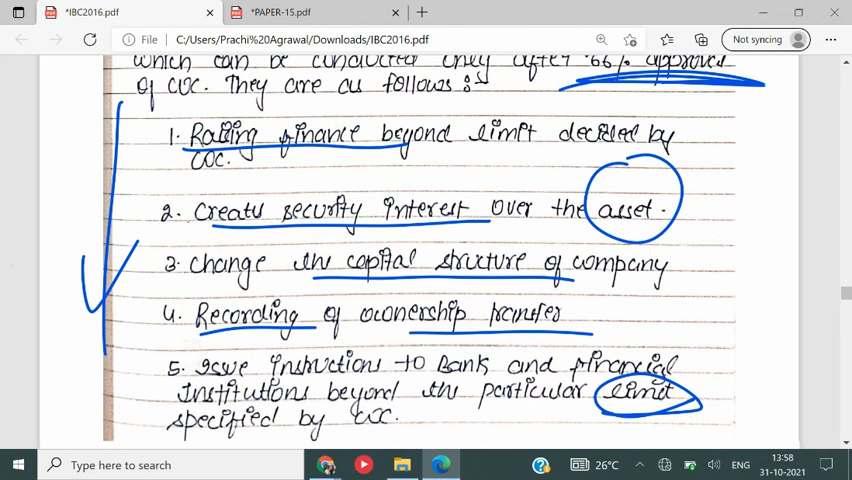 *IBC2016.pdf
*PAPER-15.pdf
File
C:/Users/Prachi%20Agrawal/Downloads/IBC2016.pdf
Not syncing
which can be conducted only after 66% approved
of COC. They are as follows:-
1. Raising finance beyond limit decided by
COC.
2. Create security interest over the asset.
3. Change the capital structure of company
4. Recording of ownership transfer
5. Issue Instructions to Bank and financial
Institutions beyond the particular limit
specified by COC.
Type here to search
26°C
ENG
13:58
31-10-2021